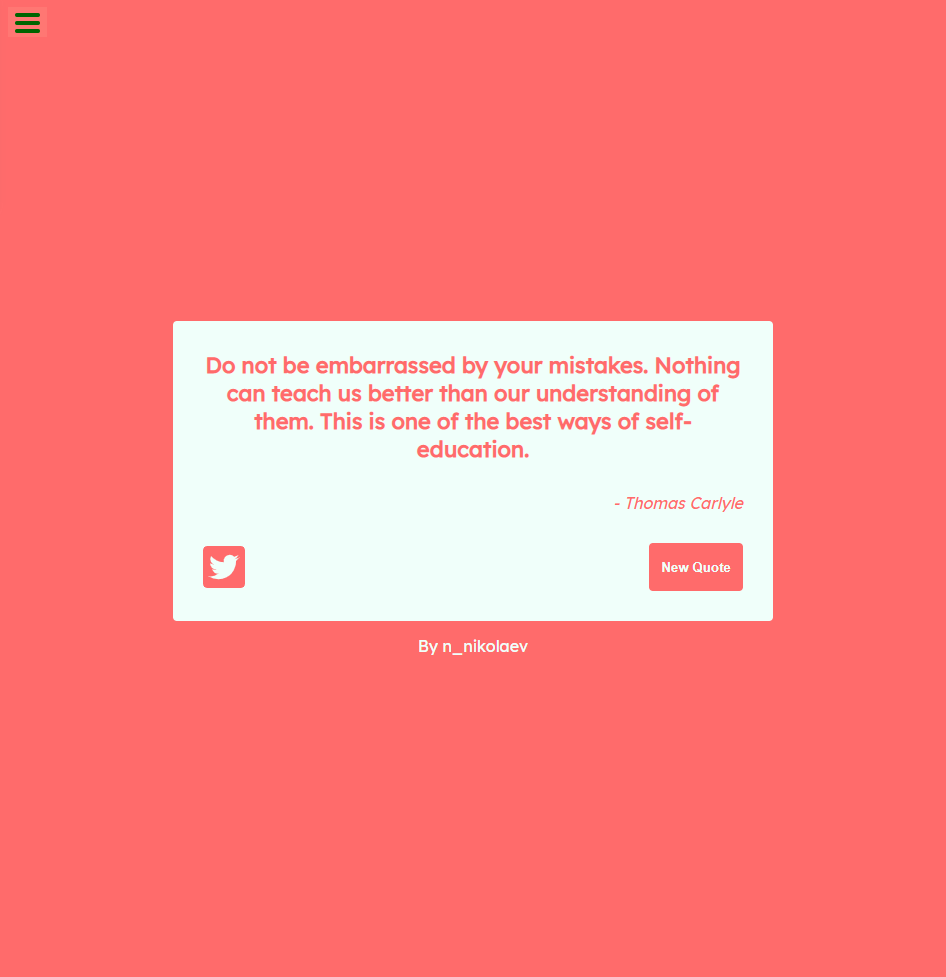 Do not be embarrassed by your mistakes. Nothing
can teach us better than our understanding of
them. This is one of the best ways of self-
education.
- Thomas Carlyle
New Quote
By n_nikolaev